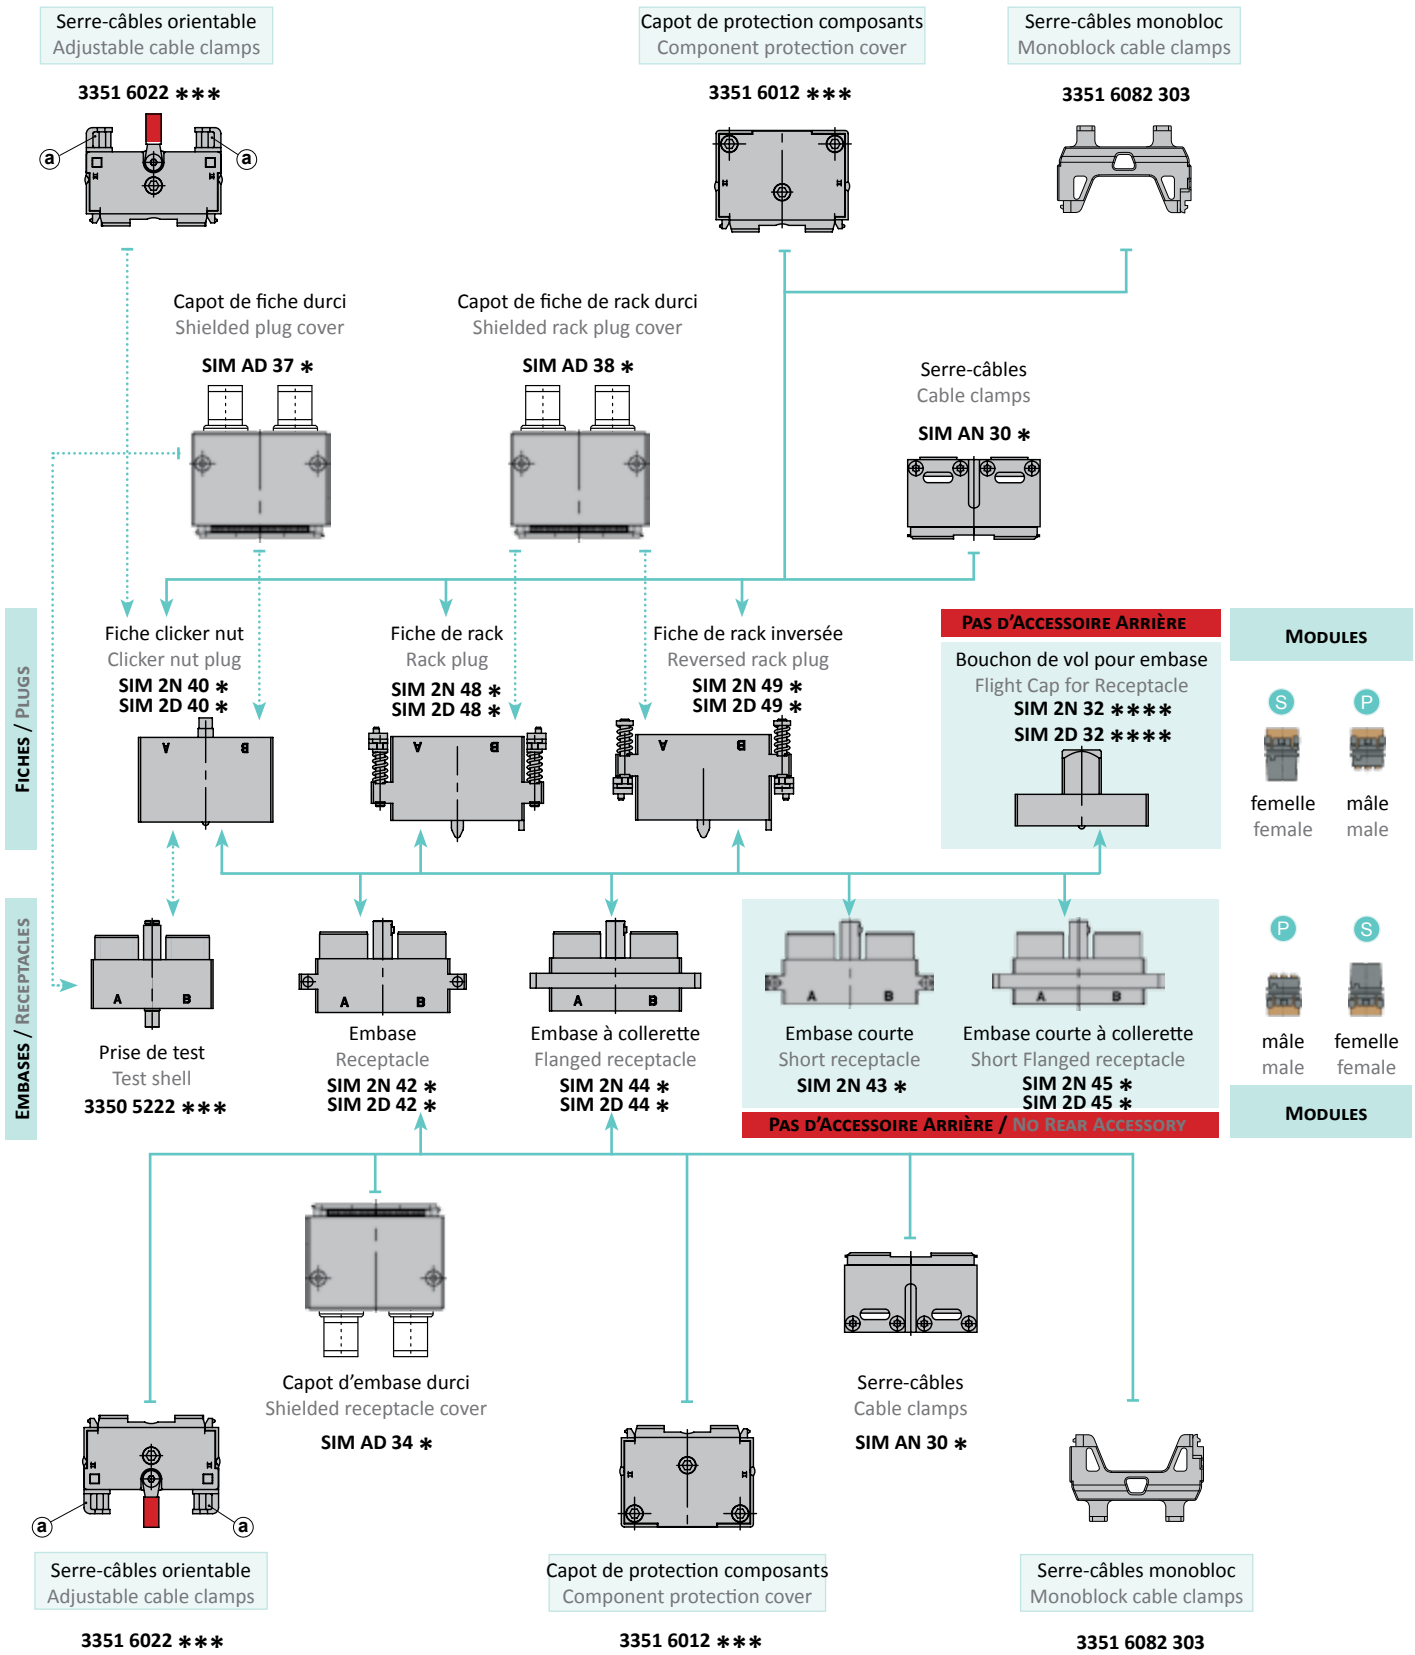 Serre-câbles orientable
Adjustable cable clamps
3351 6022 ***
a
a
Capot de protection composants
Component protection cover
3351 6012 ***
Serre-câbles monobloc
Monoblock cable clamps
3351 6082 303
Capot de fiche durci
Shielded plug cover
SIM AD 37 *
Capot de fiche de rack durci
Shielded rack plug cover
SIM AD 38 *
Serre-câbles
Cable clamps
SIM AN 30 *
FICHES / PLUGS
Fiche clicker nut
Clicker nut plug
SIM 2N 40 *
SIM 2D 40 *
A B
Fiche de rack
Rack plug
SIM 2N 48 *
SIM 2D 48 *
A B
Fiche de rack inversée
Reversed rack plug
SIM 2N 49 *
SIM 2D 49 *
A B
PAS D'ACCESSOIRE ARRIÈRE
Bouchon de vol pour embase
Flight Cap for Receptacle
SIM 2N 32 ****
SIM 2D 32 ****
MODULES
S P
femelle mâle
female male
EMBASES / RECEPTACLES
A B
Prise de test
Test shell
3350 5222 ***
A B
Embase
Receptacle
SIM 2N 42 *
SIM 2D 42 *
A B
Embase à collerette
Flanged receptacle
SIM 2N 44 *
SIM 2D 44 *
A B
Embase courte
Short receptacle
SIM 2N 43 *
A B
Embase courte à collerette
Short Flanged receptacle
SIM 2N 45 *
SIM 2D 45 *
PAS D'ACCESSOIRE ARRIÈRE / NO REAR ACCESSORY
P S
mâle femelle
male female
MODULES
Capot d'embase durci
Shielded receptacle cover
SIM AD 34 *
Serre-câbles
Cable clamps
SIM AN 30 *
a
a
Serre-câbles orientable
Adjustable cable clamps
3351 6022 ***
Capot de protection composants
Component protection cover
3351 6012 ***
Serre-câbles monobloc
Monoblock cable clamps
3351 6082 303